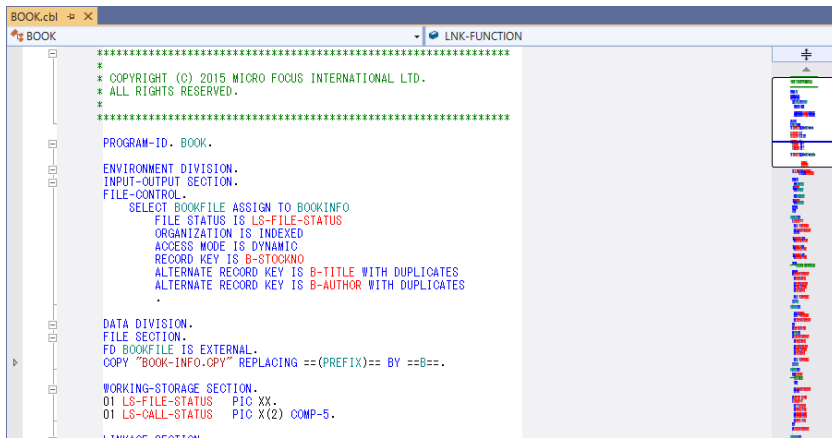 BOOK.cbl
BOOK
LNK-FUNCTION
****************************************************************
*
* COPYRIGHT (C) 2015 MICRO FOCUS INTERNATIONAL LTD.
* ALL RIGHTS RESERVED.
*
****************************************************************
PROGRAM-ID. BOOK.
ENVIRONMENT DIVISION.
INPUT-OUTPUT SECTION.
FILE-CONTROL.
SELECT BOOKFILE ASSIGN TO BOOKINFO
FILE STATUS IS LS-FILE-STATUS
ORGANIZATION IS INDEXED
ACCESS MODE IS DYNAMIC
RECORD KEY IS B-STOCKNO
ALTERNATE RECORD KEY IS B-TITLE WITH DUPLICATES
ALTERNATE RECORD KEY IS B-AUTHOR WITH DUPLICATES
.
DATA DIVISION.
FILE SECTION.
FD BOOKFILE IS EXTERNAL.
COPY "BOOK-INFO.CPY" REPLACING ==(PREFIX)== BY ==B==.
WORKING-STORAGE SECTION.
01 LS-FILE-STATUS PIC XX.
01 LS-CALL-STATUS PIC X(2) COMP-5.
LINKAGE SECTION.